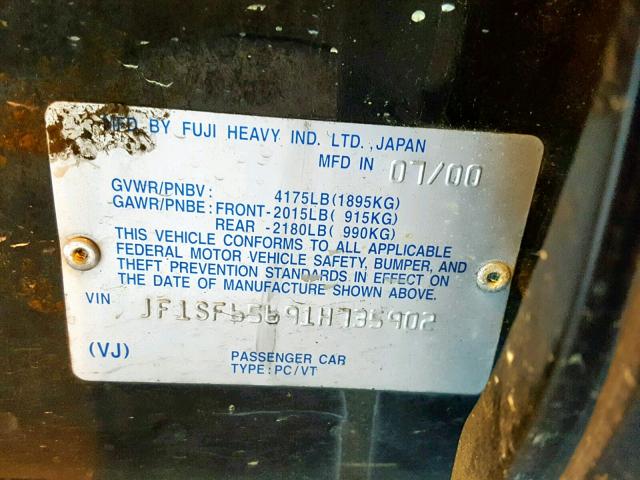 MFD BY FUJI HEAVY IND. LTD., JAPAN
MFD IN 07/00
GVWR/PNBV: 4175LB(1895KG)
GAWR/PNBE: FRONT-2015LB( 915KG)
REAR -2180LB( 990KG)
THIS VEHICLE CONFORMS TO ALL APPLICABLE
FEDERAL MOTOR VEHICLE SAFETY, BUMPER, AND
THEFT PREVENTION STANDARDS IN EFFECT ON
THE DATE OF MANUFACTURE SHOWN ABOVE.
VIN JF1SF65691H735902
(VJ) PASSENGER CAR
TYPE: PC/VT